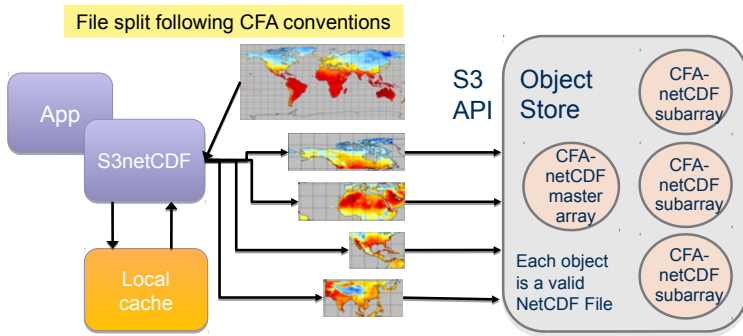 File split following CFA conventions
App
S3netCDF
Local
cache
S3
API
Object
Store
CFA-
netCDF
subarray
CFA-
netCDF
master
array
CFA-
netCDF
subarray
Each object
is a valid
NetCDF File
CFA-
netCDF
subarray